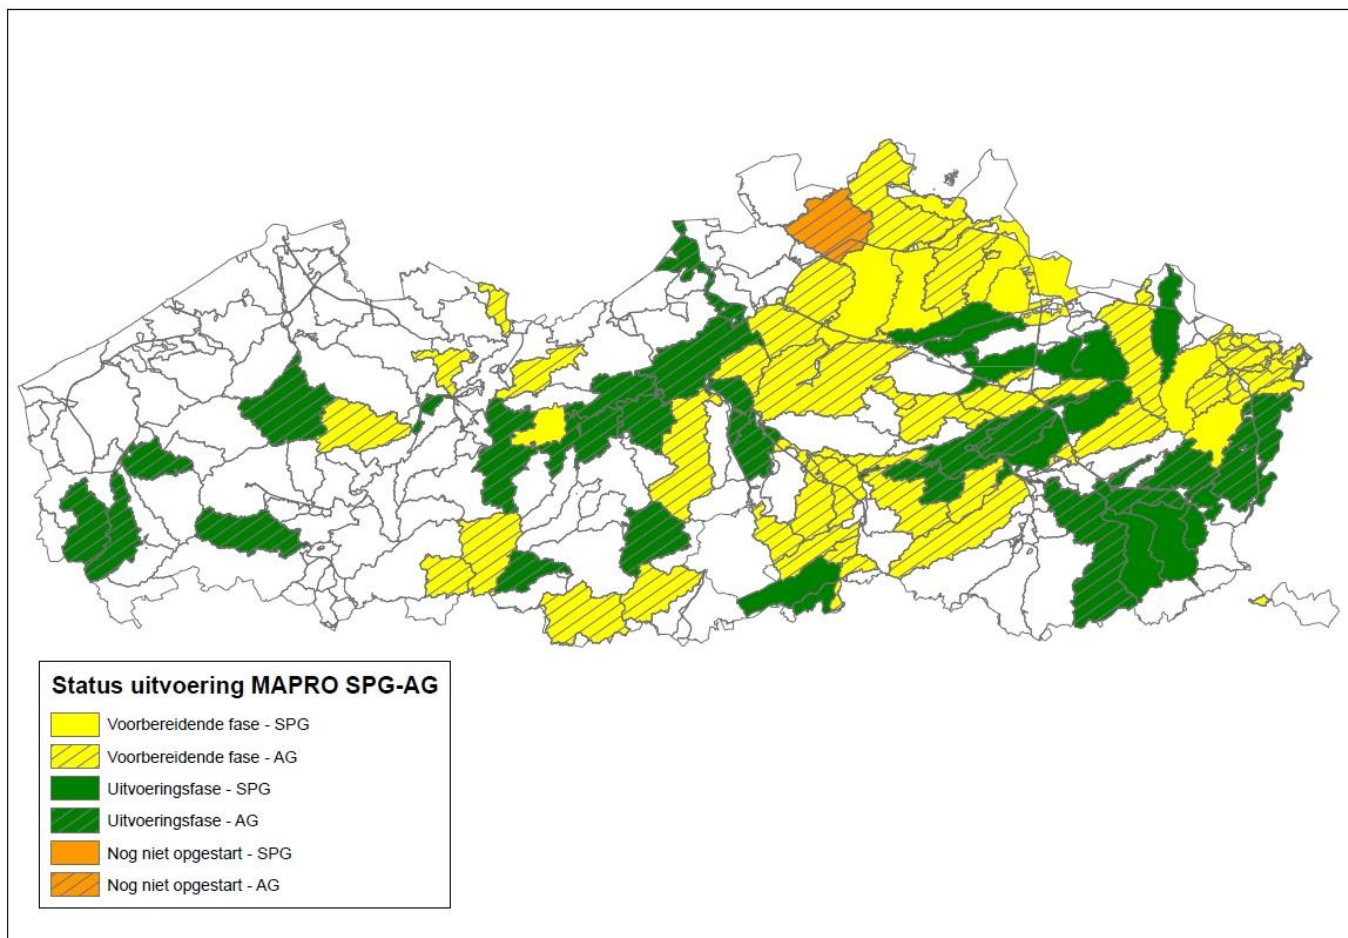 Status uitvoering MAPRO SPG-AG
Voorbereidende fase - SPG
Voorbereidende fase - AG
Uitvoeringsfase - SPG
Uitvoeringsfase - AG
Nog niet opgestart - SPG
Nog niet opgestart - AG